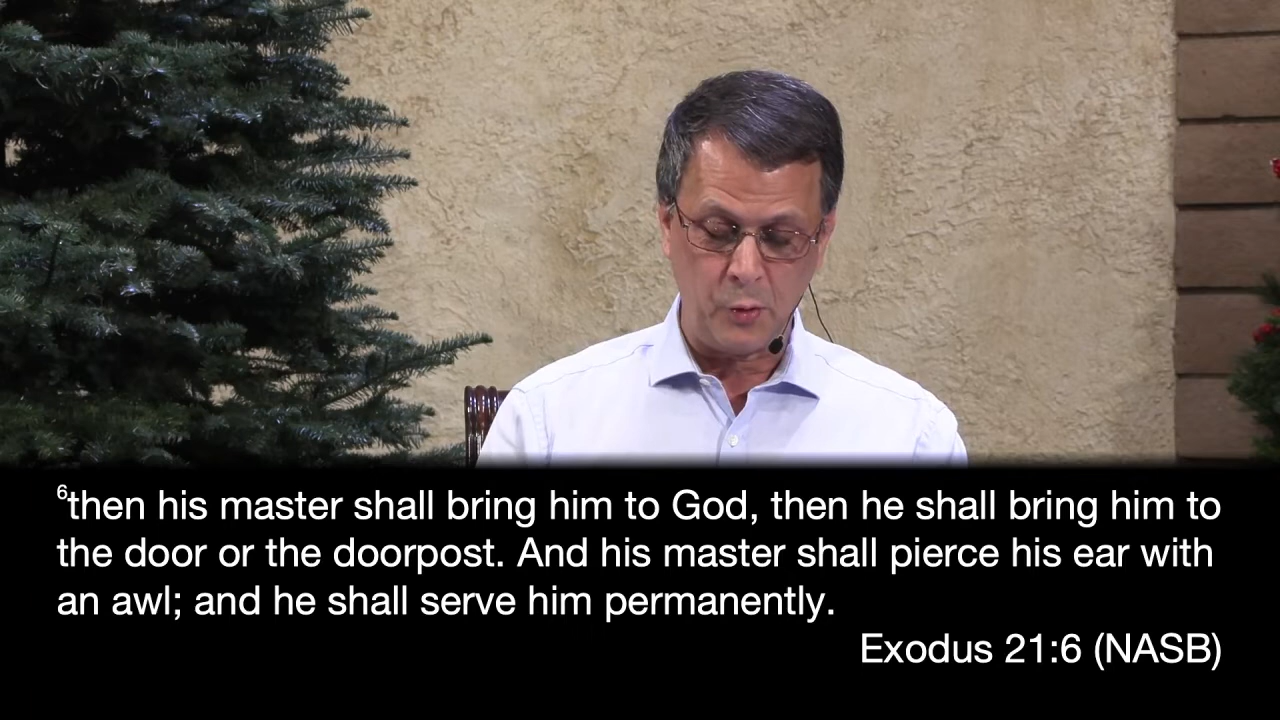 ⁶then his master shall bring him to God, then he shall bring him to
the door or the doorpost. And his master shall pierce his ear with
an awl; and he shall serve him permanently.
Exodus 21:6 (NASB)